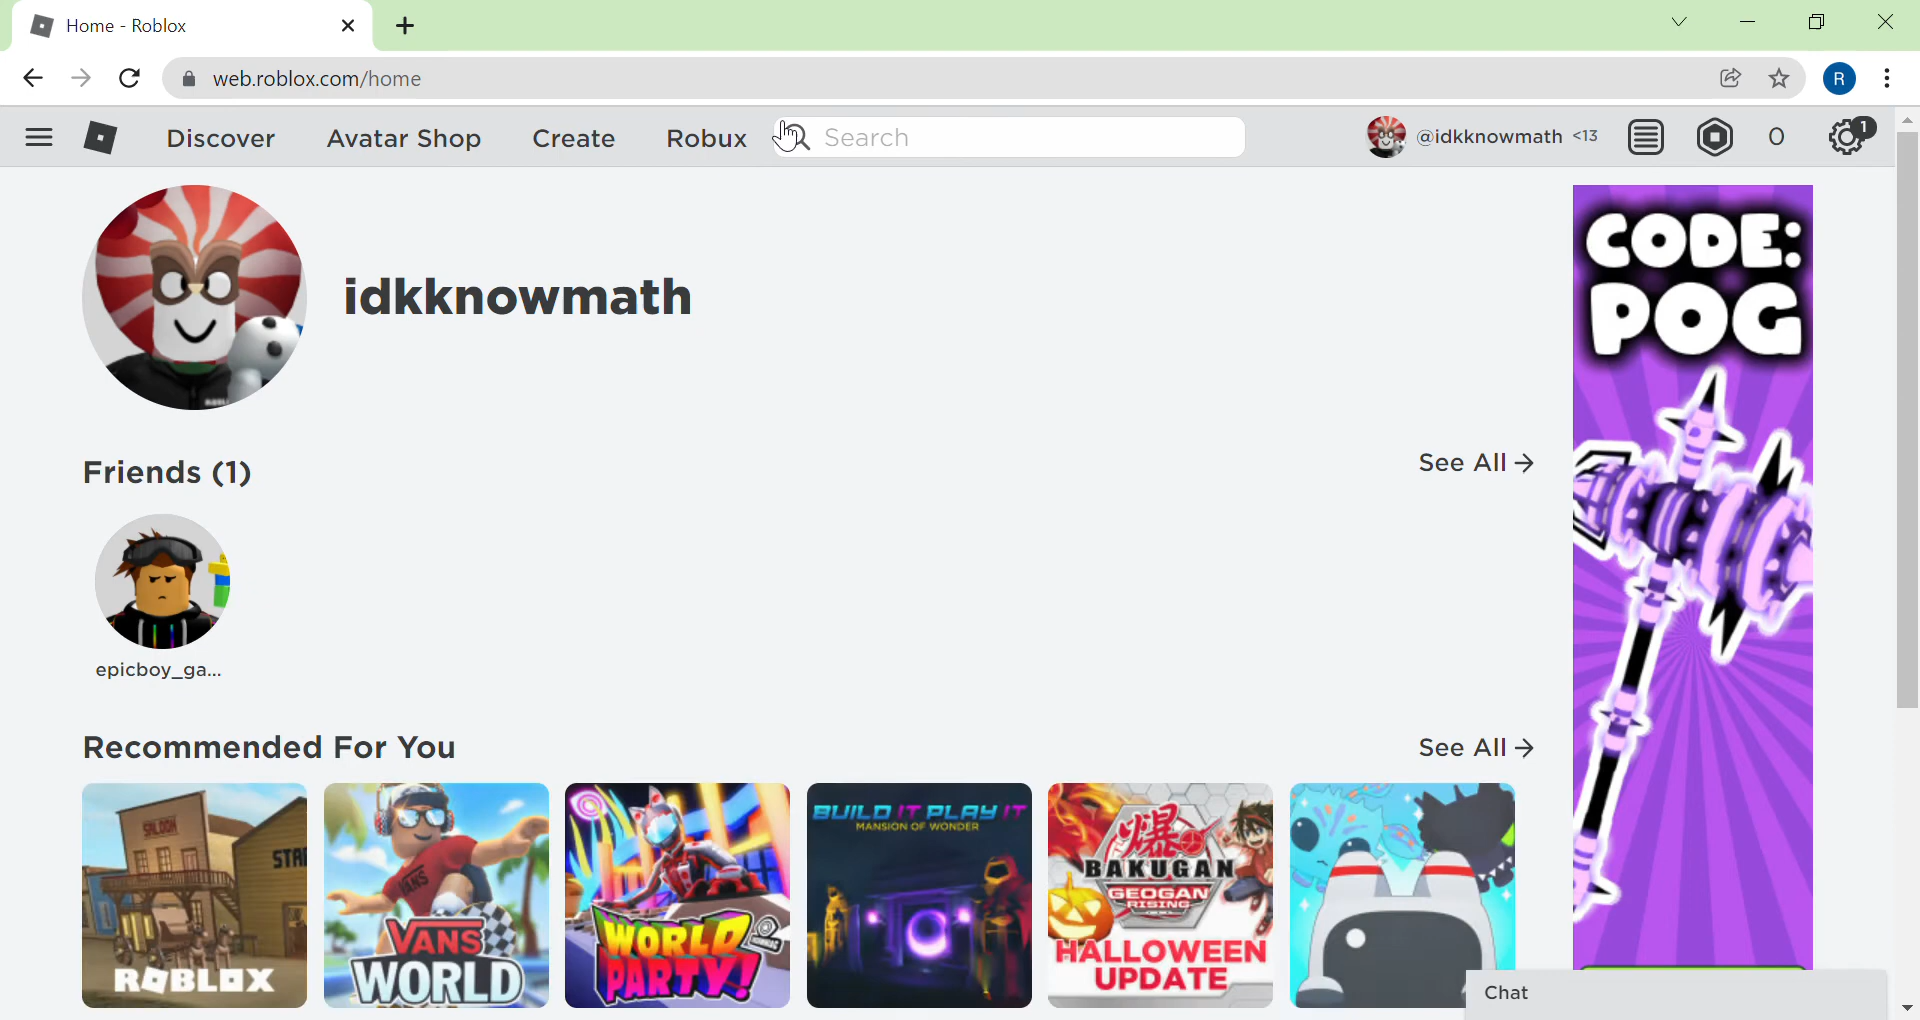 Home - Roblox
web.roblox.com/home
R
Discover
Avatar Shop
Create
Robux
Search
@idkknowmath <13
0
1
idkknowmath
CODE:
POG
Friends (1)
See All
epicboy_ga...
Recommended For You
See All
SALOON
ROBLOX
VANS
VANS
WORLD
WORLD
PARTY!
BUILD IT PLAY IT
MANSION OF WONDER
爆
BAKUGAN
GEOGAN
RISING
HALLOWEEN
UPDATE
Chat